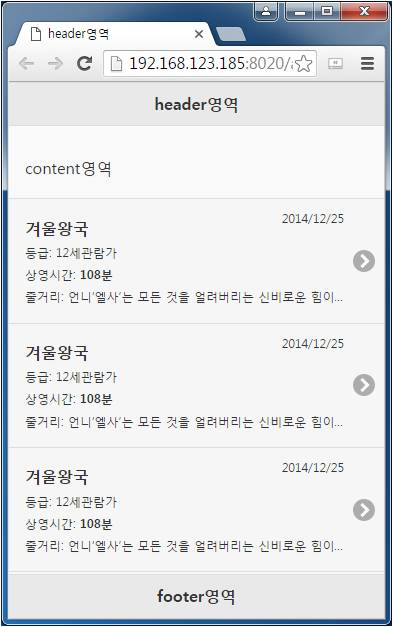 header영역
192.168.123.185:8020/a
header영역
content영역
2014/12/25
겨울왕국
등급: 12세관람가
상영시간: 108분
줄거리: 언니'엘사'는 모든 것을 얼려버리는 신비로운 힘이...
2014/12/25
겨울왕국
등급: 12세관람가
상영시간: 108분
줄거리: 언니'엘사'는 모든 것을 얼려버리는 신비로운 힘이...
2014/12/25
겨울왕국
등급: 12세관람가
상영시간: 108분
줄거리: 언니'엘사'는 모든 것을 얼려버리는 신비로운 힘이...
footer영역